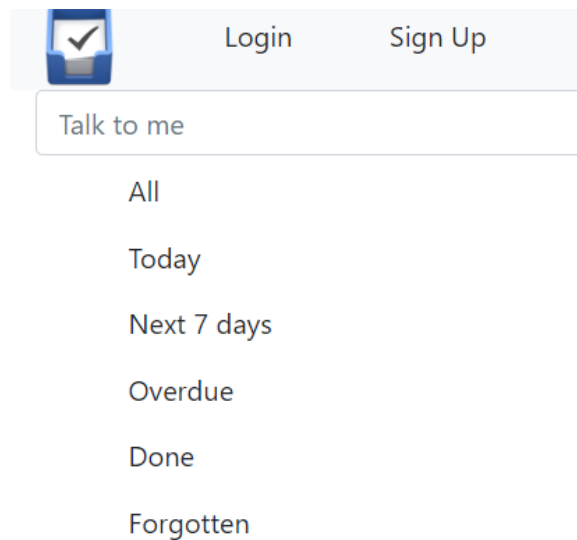 Login Sign Up
Talk to me
All
Today
Next 7 days
Overdue
Done
Forgotten